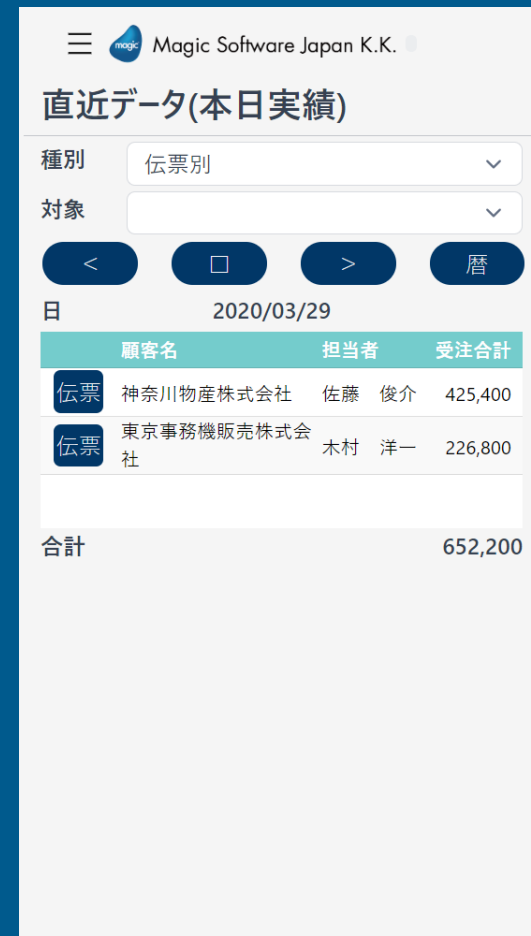 magic Magic Software Japan K.K.
直近データ(本日実績)
種別 伝票別
対象
< □ > 暦
日 2020/03/29
顧客名 担当者 受注合計
伝票 神奈川物産株式会社 佐藤 俊介 425,400
伝票 東京事務機販売株式会社 木村 洋一 226,800
合計 652,200